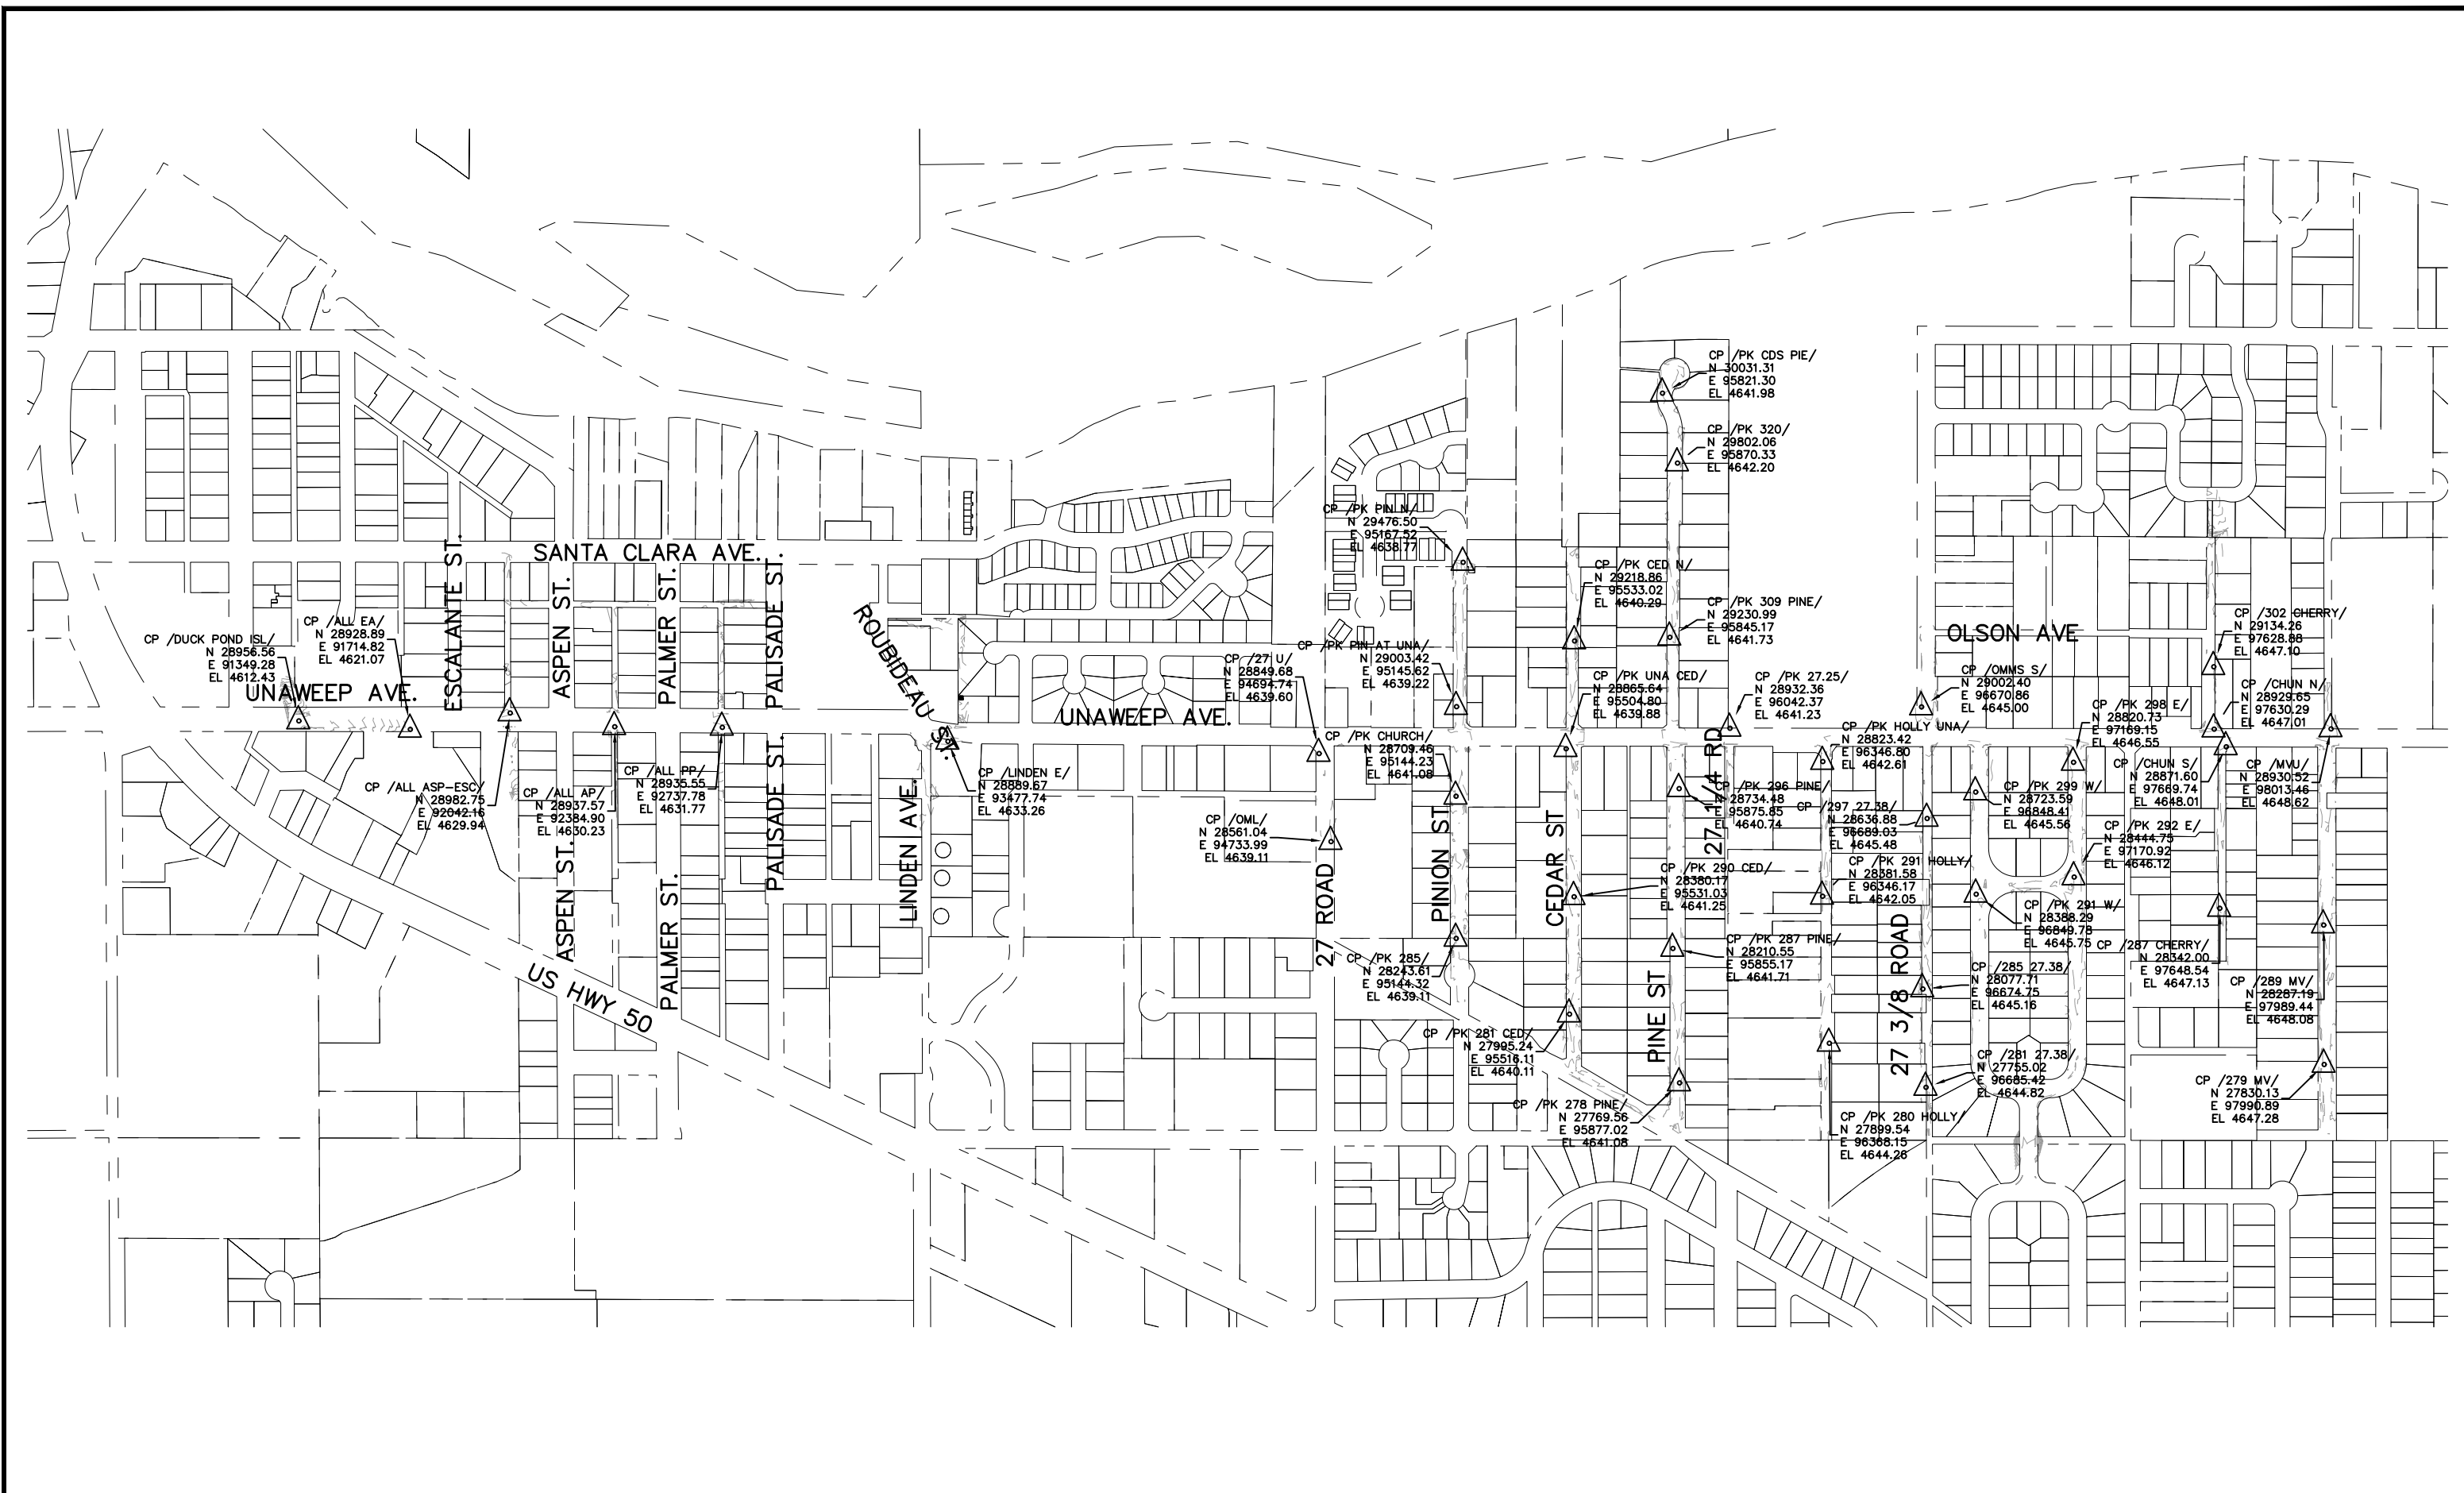 CP /PK CDS PIE/
N 30031.31
E 95821.30
EL 4641.98
CP /PK 320/
N 29802.06
E 95870.33
EL 4642.20
CP /PK PIN N/
N 29476.50
E 95167.52
EL 4638.77
SANTA CLARA AVE.
ESCALANTE ST.
ASPEN ST.
PALMER ST.
PALISADE ST.
ROUBIDEAU ST.
CP /PK CED N/
N 29218.86
E 95533.02
EL 4640.29
CP /PK 309 PINE/
N 29230.99
E 95845.17
EL 4641.73
CP /302 CHERRY/
N 29134.26
E 97628.88
EL 4647.10
OLSON AVE
CP /DUCK POND ISL/
N 28956.56
E 91349.28
EL 4612.43
CP /ALL EA/
N 28928.89
E 91714.82
EL 4621.07
UNAWEEP AVE.
CP /27 U/
N 28849.68
E 94694.74
EL 4639.60
CP /PK PIN AT UNA/
N 29003.42
E 95145.62
EL 4639.22
CP /PK UNA CED/
N 28865.64
E 95504.80
EL 4639.88
CP /PK 27.25/
N 28932.36
E 96042.37
EL 4641.23
CP /OMMS S/
N 29002.40
E 96670.86
EL 4645.00
CP /CHUN N/
N 28929.65
E 97630.29
EL 4647.01
UNAWEEP AVE.
CP /PK 298 E/
N 28820.73
E 97169.15
EL 4646.55
CP /PK HOLLY UNA/
N 28823.42
E 96346.80
EL 4642.61
CP /PK CHURCH/
N 28709.46
E 95144.23
EL 4641.08
CP /CHUN S/
N 28871.60
E 97669.74
EL 4648.01
CP /MVU/
N 28930.52
E 98013.46
EL 4648.62
CP /ALL ASP-ESC/
N 28982.75
E 92042.16
EL 4629.94
CP /ALL AP/
N 28937.57
E 92384.90
EL 4630.23
CP /ALL PP/
N 28935.55
E 92737.78
EL 4631.77
CP /LINDEN E/
N 28889.67
E 93477.74
EL 4633.26
CP /PK 296 PINE/
N 28734.48
E 95875.85
EL 4640.74
CP /297 27.38/
N 28636.88
E 96689.03
EL 4645.48
CP /PK 299 W/
N 28723.59
E 96848.41
EL 4645.56
CP /OML/
N 28561.04
E 94733.99
EL 4639.11
CP /PK 292 E/
N 28444.75
E 97170.92
EL 4646.12
27 1/4 RD
PALISADE ST.
ASPEN ST.
PALMER ST.
LINDEN AVE.
27 ROAD
PINION ST
CEDAR ST
CP /PK 290 CED/
N 28380.17
E 95531.03
EL 4641.25
CP /PK 291 HOLLY/
N 28381.58
E 96346.17
EL 4642.05
CP /PK 291 W/
N 28388.29
E 96849.78
EL 4645.75
CP /PK 287 PINE/
N 28210.55
E 95855.17
EL 4641.71
CP /287 CHERRY/
N 28342.00
E 97648.54
EL 4647.13
CP /PK 285/
N 28243.61
E 95144.32
EL 4639.11
CP /285 27.38/
N 28077.71
E 96674.75
EL 4645.16
CP /289 MV/
N 28287.19
E 97989.44
EL 4648.08
US HWY 50
PINE ST
27 3/8 ROAD
CP /PK 281 CED/
N 27995.24
E 95516.11
EL 4640.11
CP /281 27.38/
N 27755.02
E 96685.42
EL 4644.82
CP /279 MV/
N 27830.13
E 97990.89
EL 4647.28
CP /PK 278 PINE/
N 27769.56
E 95877.02
EL 4641.08
CP /PK 280 HOLLY/
N 27899.54
E 96368.15
EL 4644.26